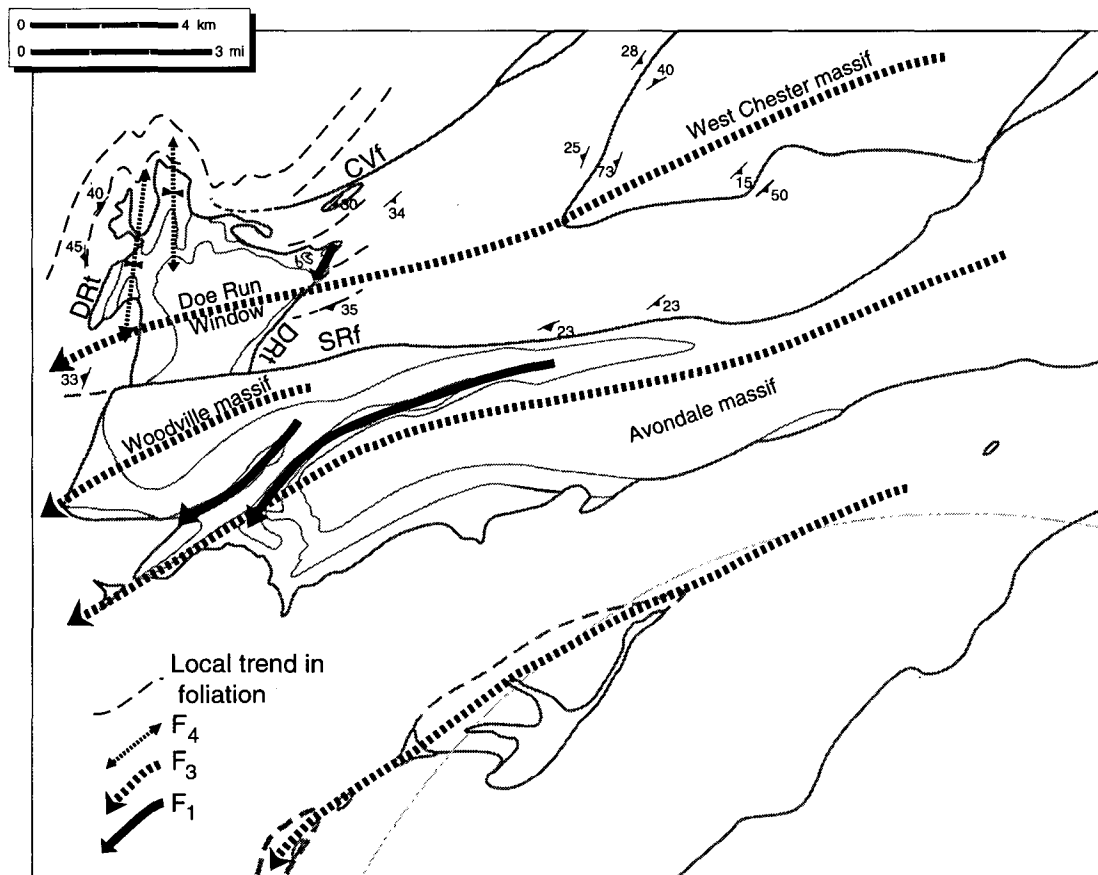 0 4 km
0 3 mi
28
40
West Chester massif
25
73
CVf
15
50
40
30
34
45
DRt
Doe Run
Window
35
23
23
DRt
SRf
33
Woodville massif
Avondale massif
Local trend in
foliation
F4
F3
F1